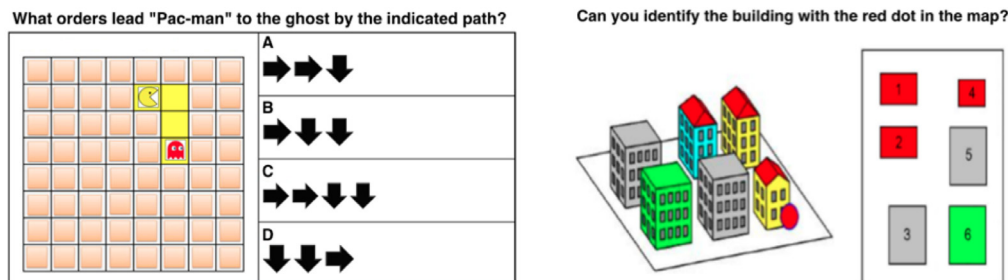 What orders lead "Pac-man" to the ghost by the indicated path?
A
B
C
D
Can you identify the building with the red dot in the map?
1
4
2
5
3
6